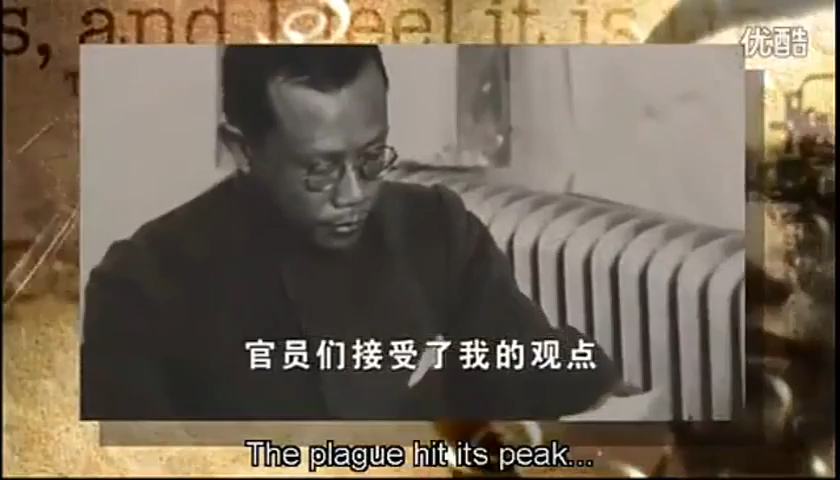 s, and I feel it is
优酷
官员们接受了我的观点
The plague hit its peak...